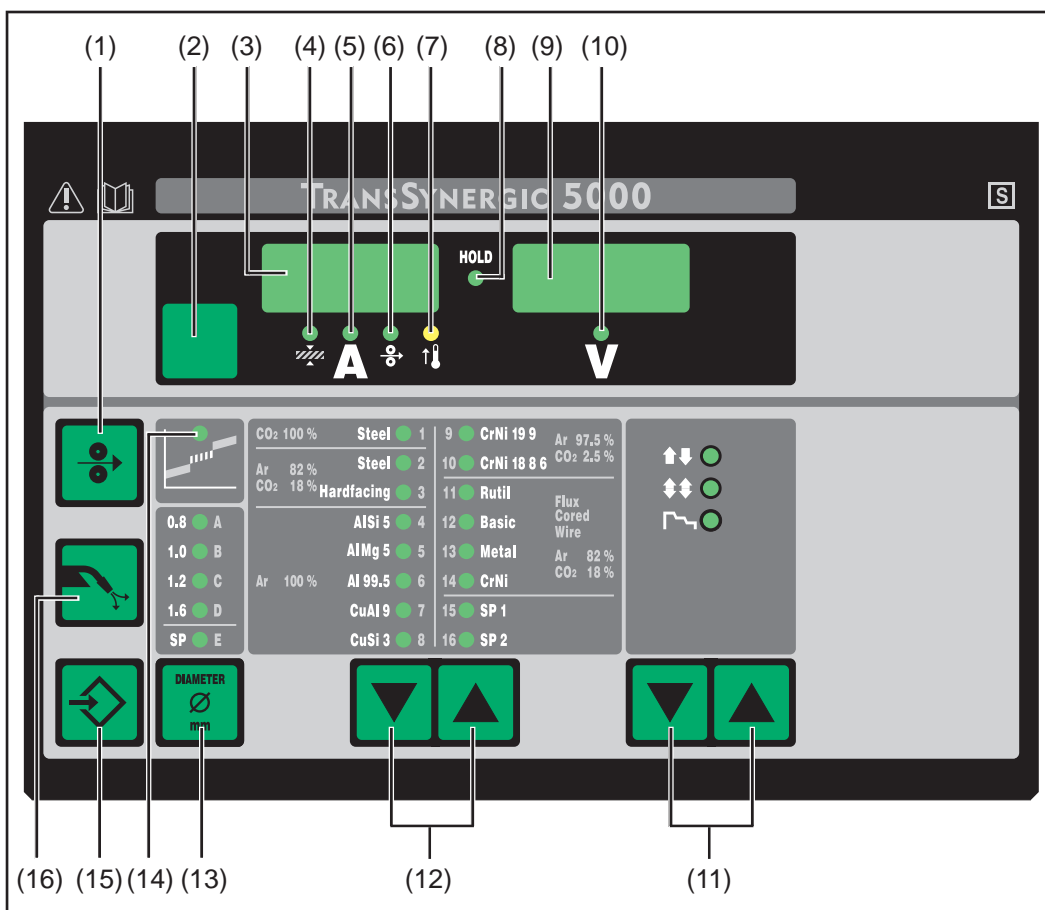 (1) (2) (3) (4) (5) (6) (7) (8) (9) (10)
TRANSSYNERGIC 5000
S
HOLD
A
V
CO2 100 % Steel 1 9 CrNi 19 9 Ar 97.5 %
Ar 82 % Steel 2 10 CrNi 18 8 6 CO2 2.5 %
CO2 18 % Hardfacing 3 11 Rutil Flux
0.8 A AlSi 5 4 12 Basic Cored
Wire
1.0 B AlMg 5 5 13 Metal Ar 82 %
1.2 C Ar 100 % Al 99.5 6 14 CrNi CO2 18 %
1.6 D CuAl 9 7 15 SP 1
SP E CuSi 3 8 16 SP 2
DIAMETER
Ø
mm
(16) (15) (14) (13) (12) (11)